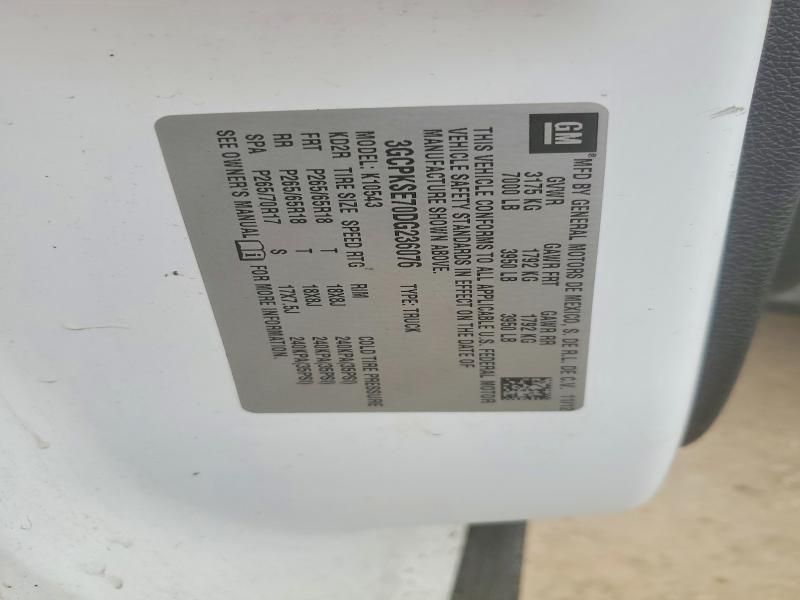 GM
MFD BY GENERAL MOTORS DE MEXICO, S. DE R.L. DE C.V. 11/12
GVWR GAWR FRT GAWR RR
3175 KG 1792 KG 1792 KG
7000 LB 3950 LB 3950 LB
THIS VEHICLE CONFORMS TO ALL APPLICABLE U.S. FEDERAL MOTOR
VEHICLE SAFETY STANDARDS IN EFFECT ON THE DATE OF
MANUFACTURE SHOWN ABOVE.
3GCPKSE70DG236076 TYPE: TRUCK
MODEL: K10543 COLD TIRE PRESSURE
KD2R TIRE SIZE SPEED RTG RIM
FRT P265/65R18 T 18X8J 240KPA(35PSI)
RR P265/65R18 T 18X8J 240KPA(35PSI)
SPA P265/70R17 S 17X7.5J 240KPA(35PSI)
SEE OWNER'S MANUAL FOR MORE INFORMATION.